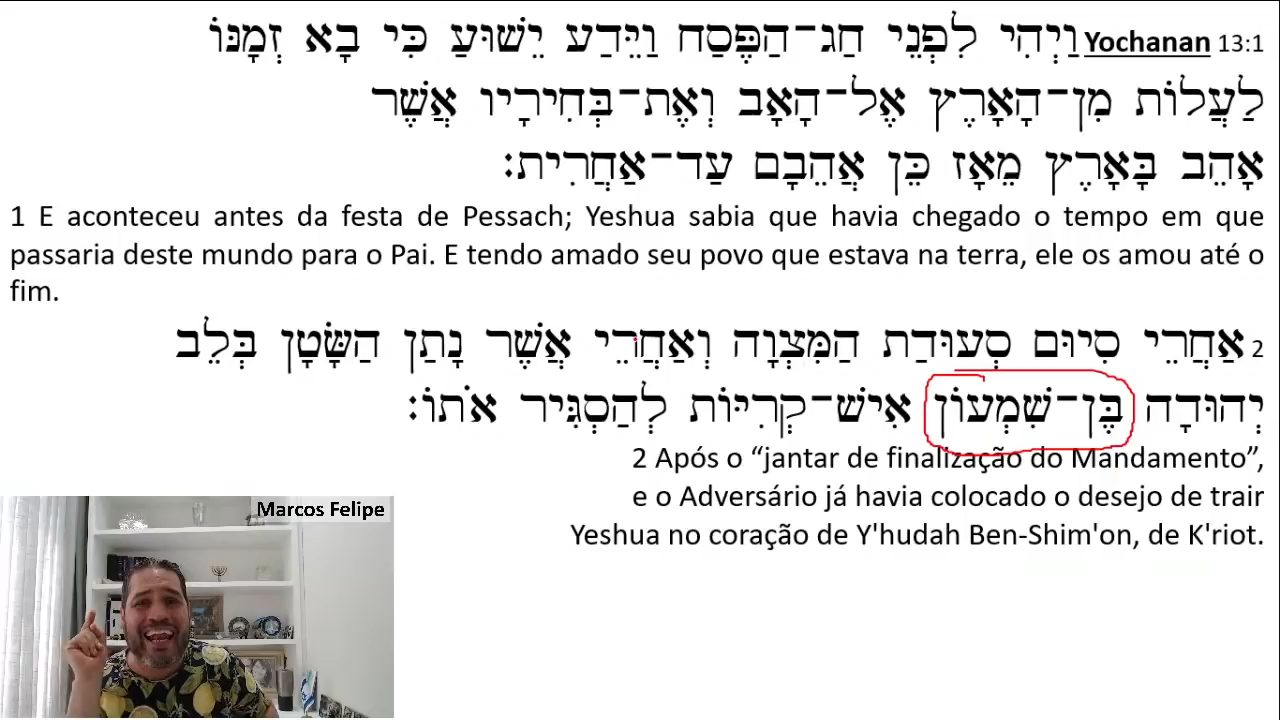 Yochanan 13:1 וַיְהִי לִפְנֵי חַג־הַפֶּסַח וַיֵּדַע יֵשׁוּעַ כִּי בָא זְמַנּוֹ
לַעֲלוֹת מִן־הָאָרֶץ אֶל־הָאָב וְאֶת־בְּחִירָיו אֲשֶׁר
אָהֵב בָּאָרֶץ מֵאָז כֵּן אֲהֵבָם עַד־אַחֲרִית׃
1 E aconteceu antes da festa de Pessach; Yeshua sabia que havia chegado o tempo em que
passaria deste mundo para o Pai. E tendo amado seu povo que estava na terra, ele os amou até o
fim.
2 אַחֲרֵי סִיוּם סְעוּדַת הַמִּצְוָה וְאַחֲרֵי אֲשֶׁר נָתַן הַשָּׂטָן בְּלֵב
יְהוּדָה בֶּן־שִׁמְעוֹן אִישׁ־קְרִיּוֹת לְהַסְגִּיר אֹתוֹ׃
2 Após o “jantar de finalização do Mandamento”,
e o Adversário já havia colocado o desejo de trair
Yeshua no coração de Y'hudah Ben-Shim'on, de K'riot.
Marcos Felipe